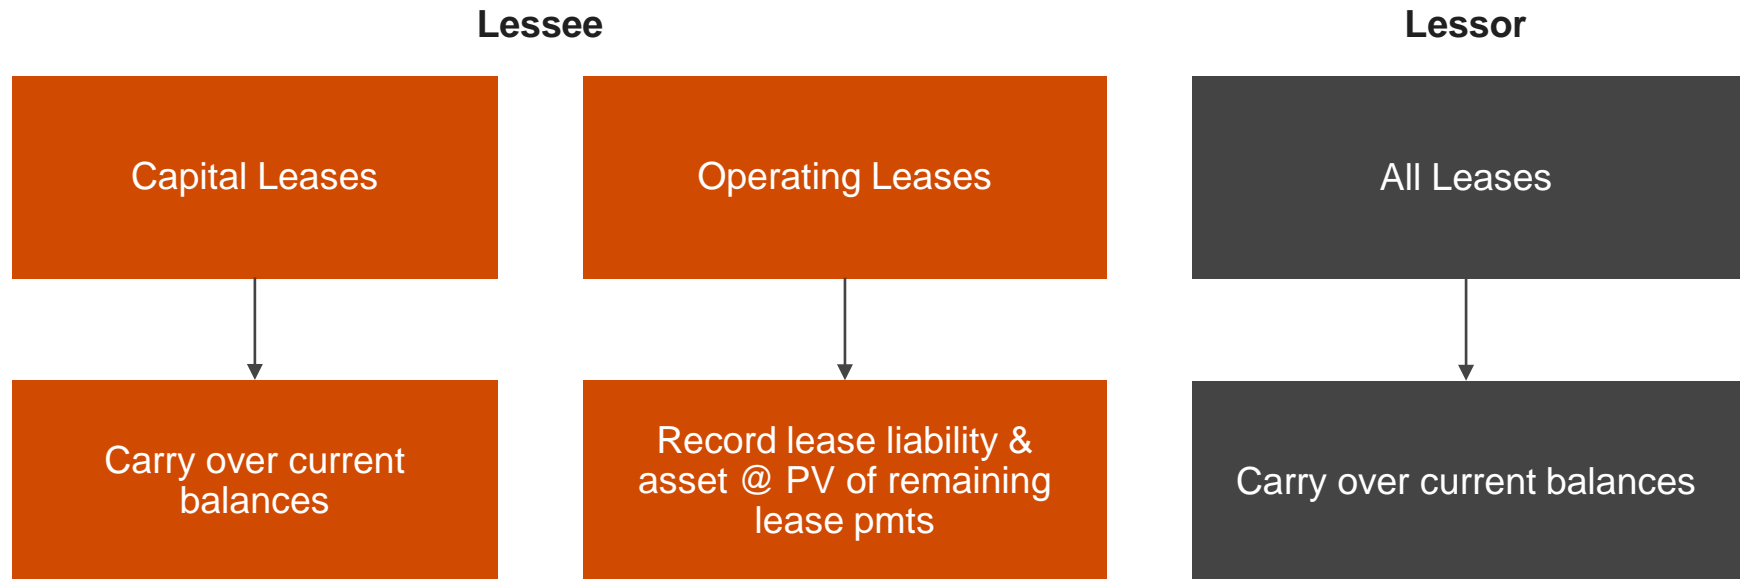 Lessee
Lessor
Capital Leases
Operating Leases
All Leases
Carry over current
balances
Record lease liability &
asset @ PV of remaining
lease pmts
Carry over current balances